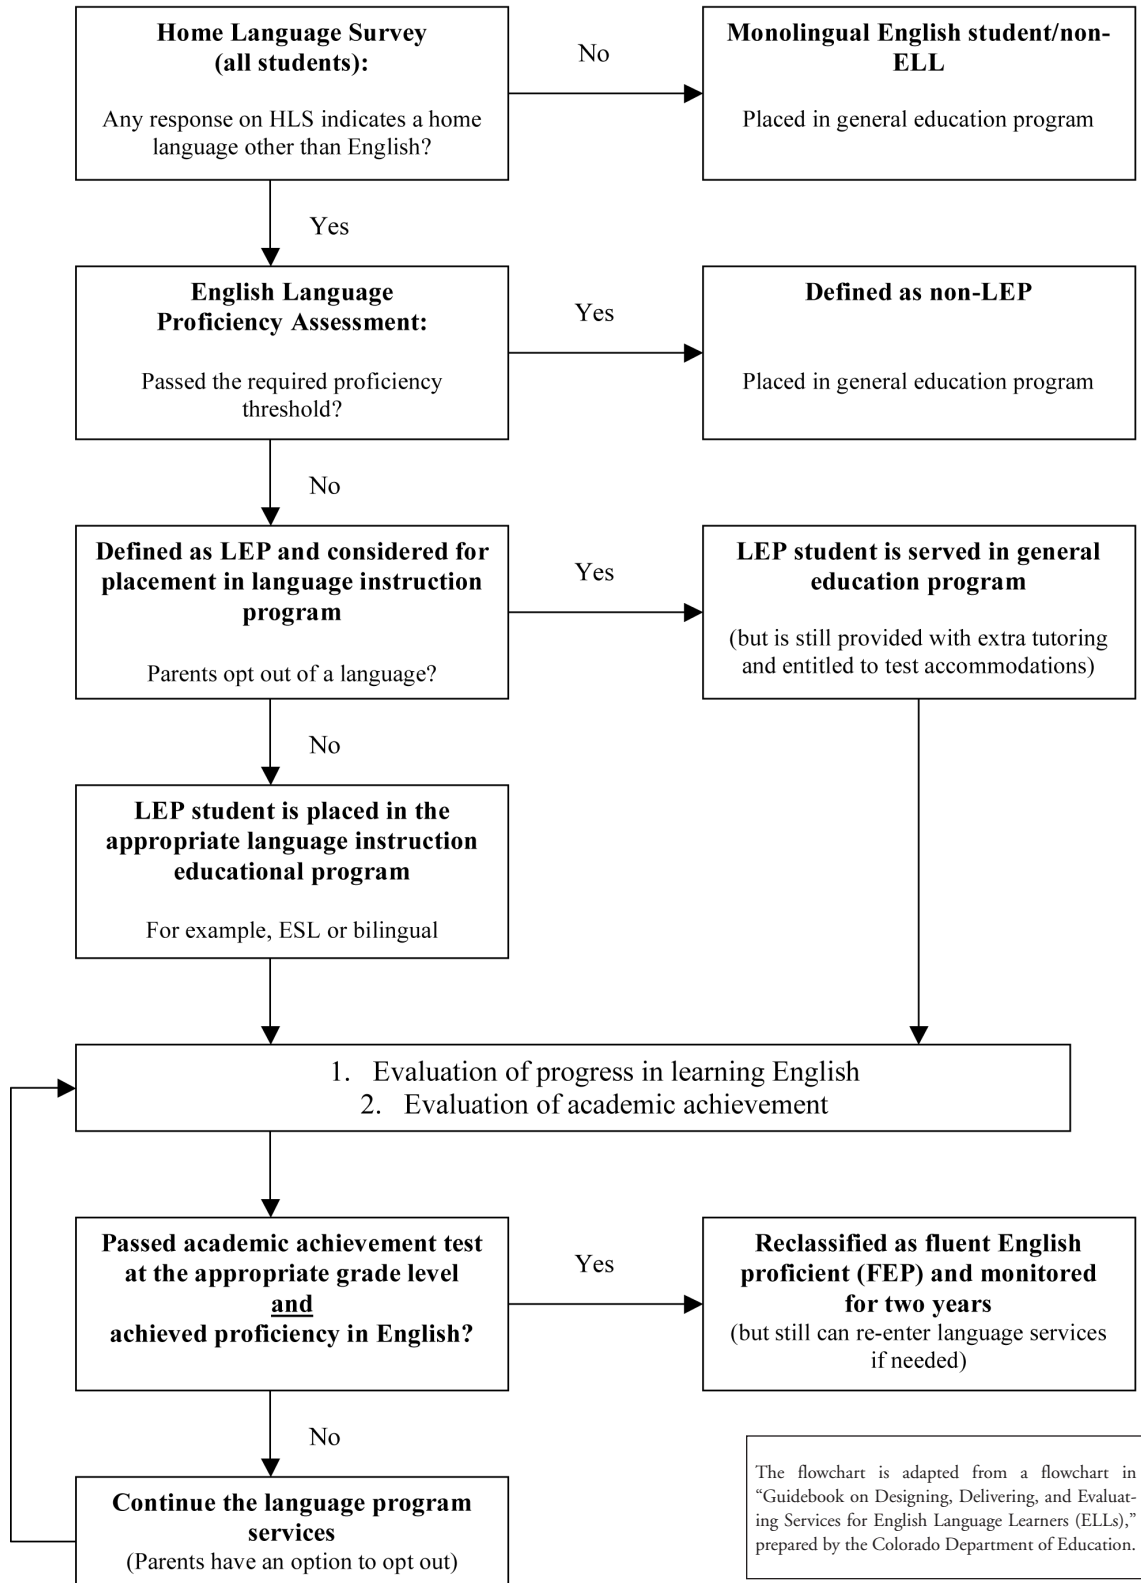 Home Language Survey
(all students):
Any response on HLS indicates a home
language other than English?
No
Monolingual English student/non-
ELL
Placed in general education program
Yes
English Language
Proficiency Assessment:
Passed the required proficiency
threshold?
Yes
Defined as non-LEP
Placed in general education program
No
Defined as LEP and considered for
placement in language instruction
program
Parents opt out of a language?
Yes
LEP student is served in general
education program
(but is still provided with extra tutoring
and entitled to test accommodations)
No
LEP student is placed in the
appropriate language instruction
educational program
For example, ESL or bilingual
1. Evaluation of progress in learning English
2. Evaluation of academic achievement
Passed academic achievement test
at the appropriate grade level
and
achieved proficiency in English?
Yes
Reclassified as fluent English
proficient (FEP) and monitored
for two years
(but still can re-enter language services
if needed)
No
Continue the language program
services
(Parents have an option to opt out)
The flowchart is adapted from a flowchart in
“Guidebook on Designing, Delivering, and Evaluat-
ing Services for English Language Learners (ELLs),”
prepared by the Colorado Department of Education.